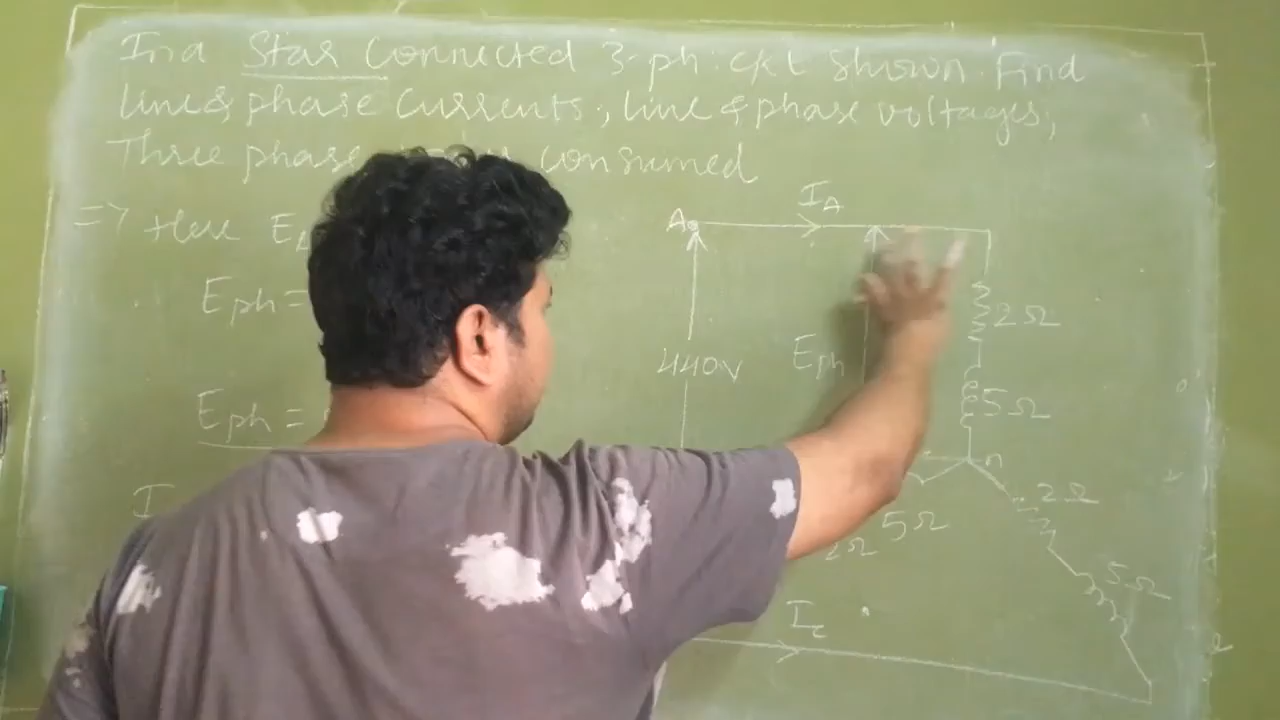 In a Star Connected 3-ph. ckt shown. Find
line & phase Currents, line & phase voltages,
Three phase consumed
=> Here E
Eph =
Eph =
I
A
IA
440V
Eph
2Ω
5Ω
n
2Ω
5Ω
2Ω
5Ω
Ic